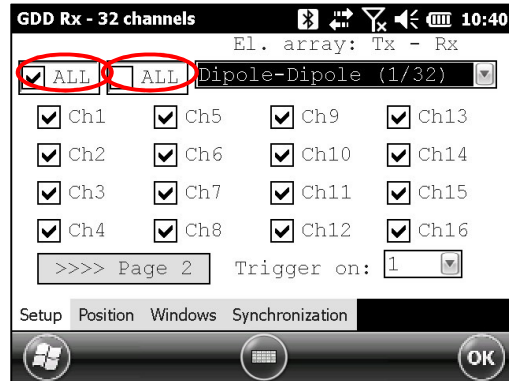 GDD Rx - 32 channels 10:40
El. array: Tx - Rx
ALL ALL Dipole-Dipole (1/32)
Ch1 Ch5 Ch9 Ch13
Ch2 Ch6 Ch10 Ch14
Ch3 Ch7 Ch11 Ch15
Ch4 Ch8 Ch12 Ch16
>>>> Page 2 Trigger on: 1
Setup Position Windows Synchronization
OK